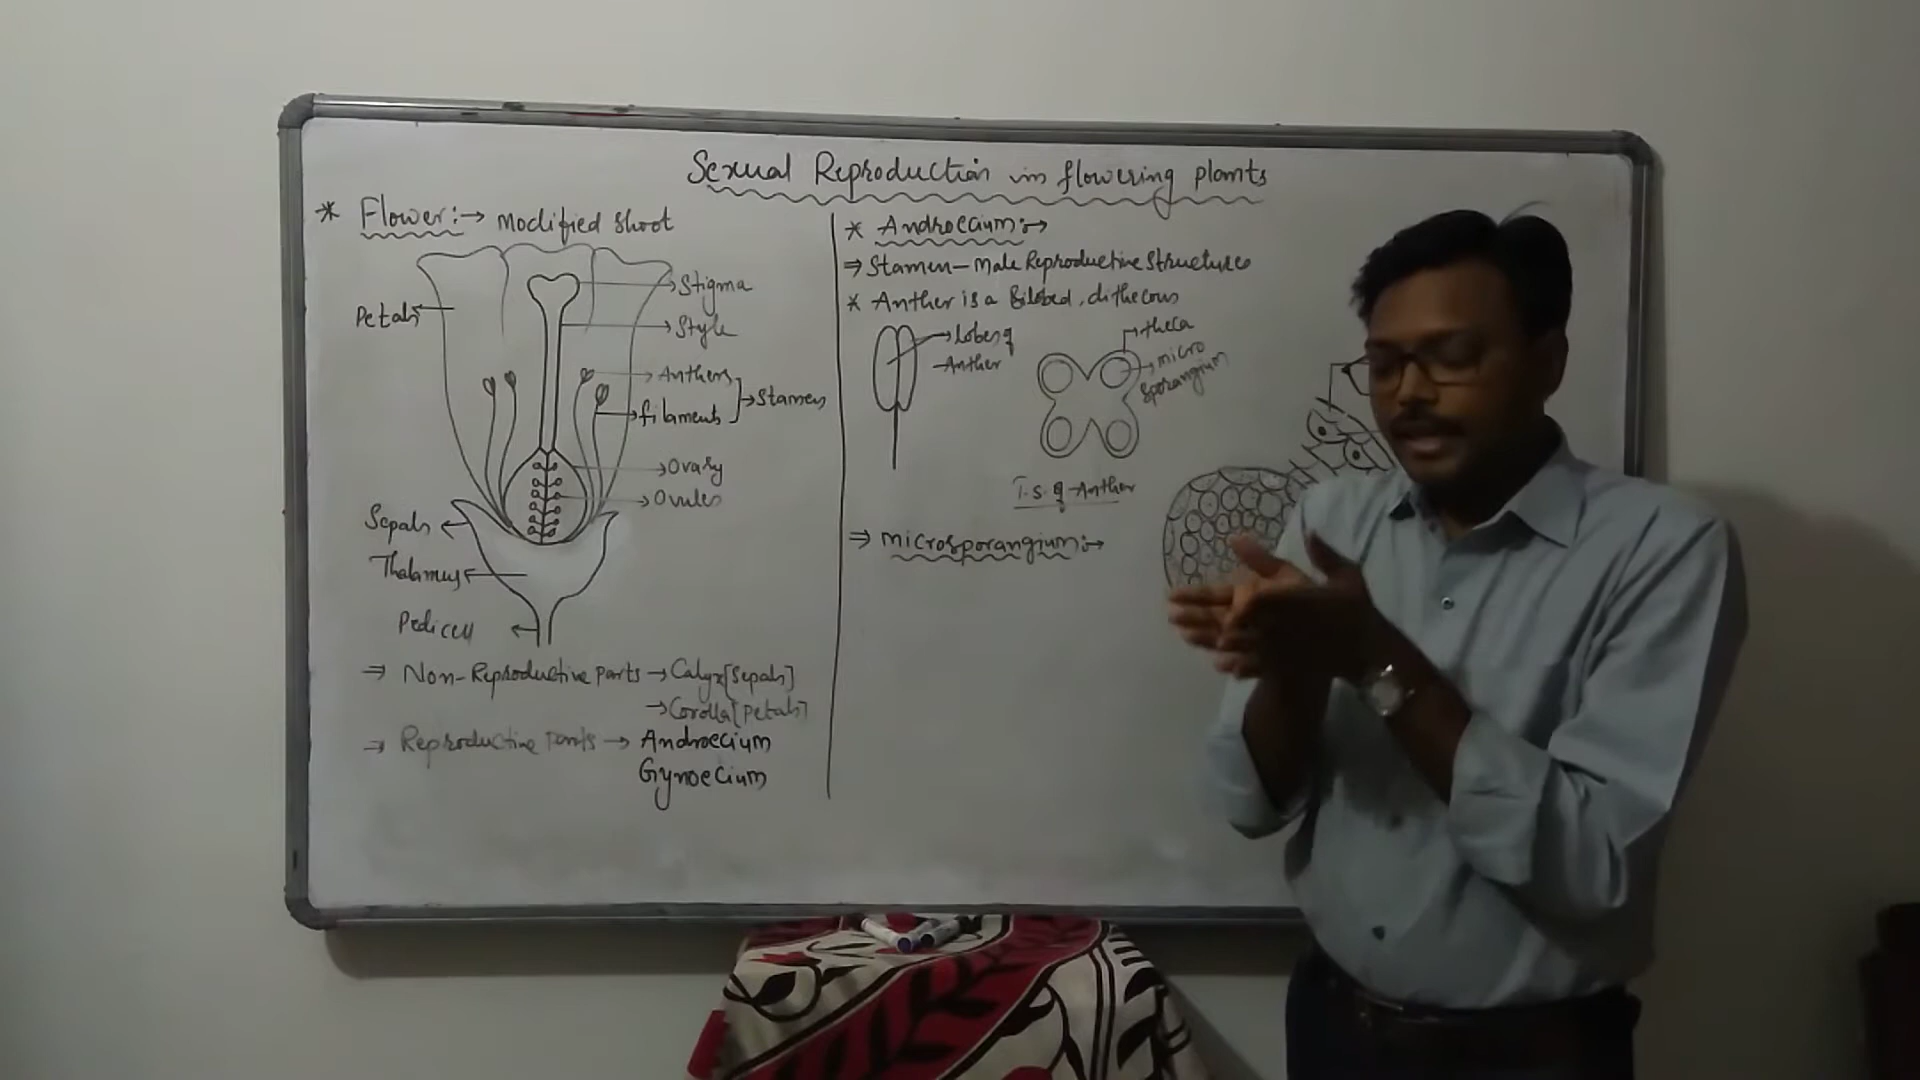 Sexual Reproduction in flowering plants
* Flower:→ Modified Shoot
Petals
Stigma
Style
Anthers
filaments
Stamens
Ovary
Ovules
Sepals
Thalamus
Pedicell
⇒ Non-Reproductive Parts → Calyx[Sepals]
→ Corolla[Petals]
⇒ Reproductive Parts → Androecium
Gynoecium
* Androecium:→
⇒ Stamen - Male Reproductive Structures
* Anther is a Bilobed, dithecous
lobes of
Anther
theca
micro
sporangium
T.S. of Anther
⇒ microsporangium:→